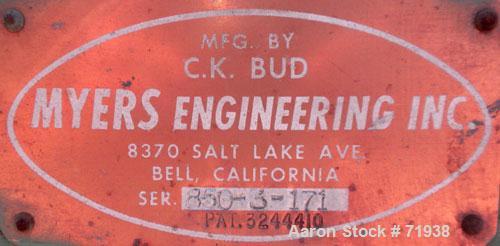 MFG. BY
C.K. BUD
MYERS ENGINEERING INC.
8370 SALT LAKE AVE.
BELL, CALIFORNIA
SER. 850-3-171
PAT. 3244410
Aaron Stock # 71938